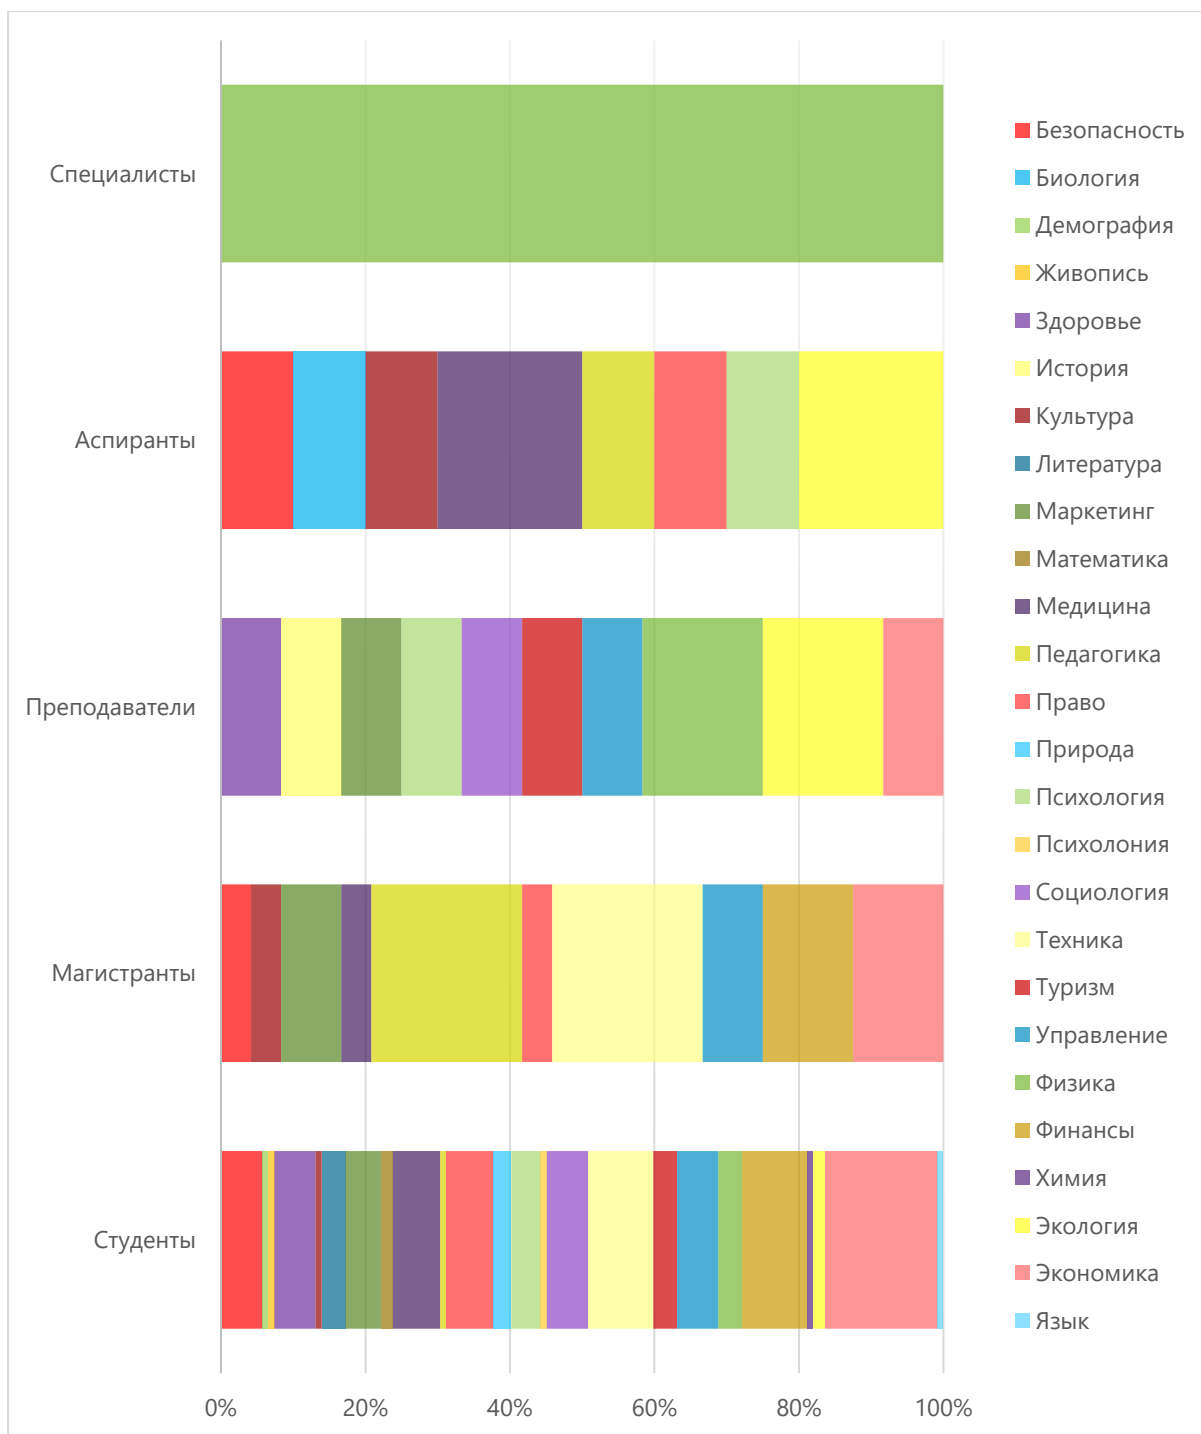 Специалисты
Аспиранты
Преподаватели
Магистранты
Студенты
0% 20% 40% 60% 80% 100%
Безопасность
Биология
Демография
Живопись
Здоровье
История
Культура
Литература
Маркетинг
Математика
Медицина
Педагогика
Право
Природа
Психология
Психолония
Социология
Техника
Туризм
Управление
Физика
Финансы
Химия
Экология
Экономика
Язык